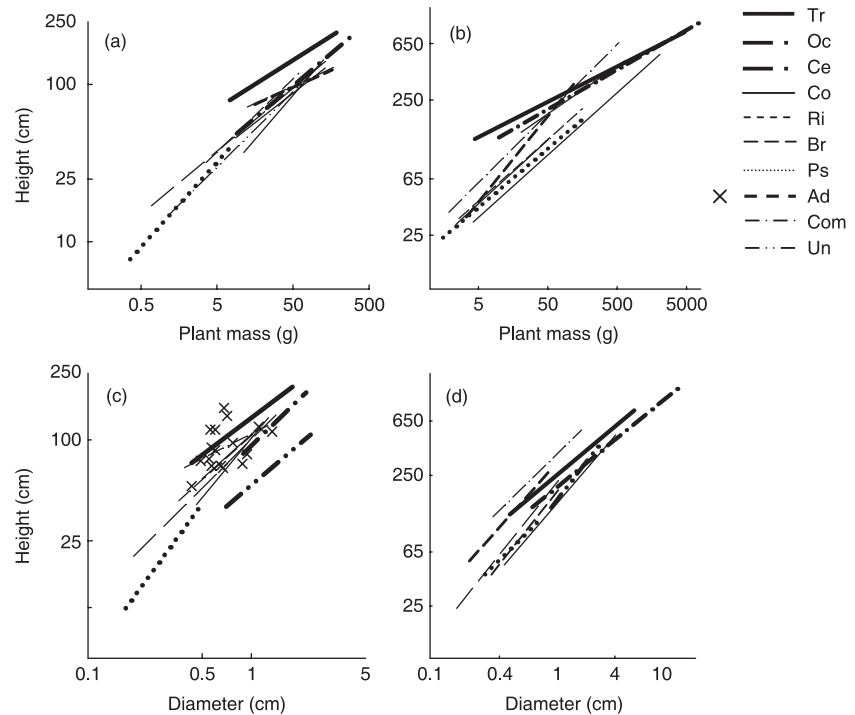 (a)
250
100
25
10
Height (cm)
0.5 5 50 500
Plant mass (g)
(b)
650
250
65
25
5 50 500 5000
Plant mass (g)
Tr
Oc
Ce
Co
Ri
Br
Ps
Ad
Com
Un
(c)
250
100
25
Height (cm)
0.1 0.5 1 5
Diameter (cm)
(d)
650
250
65
25
0.1 0.4 1 4 10
Diameter (cm)